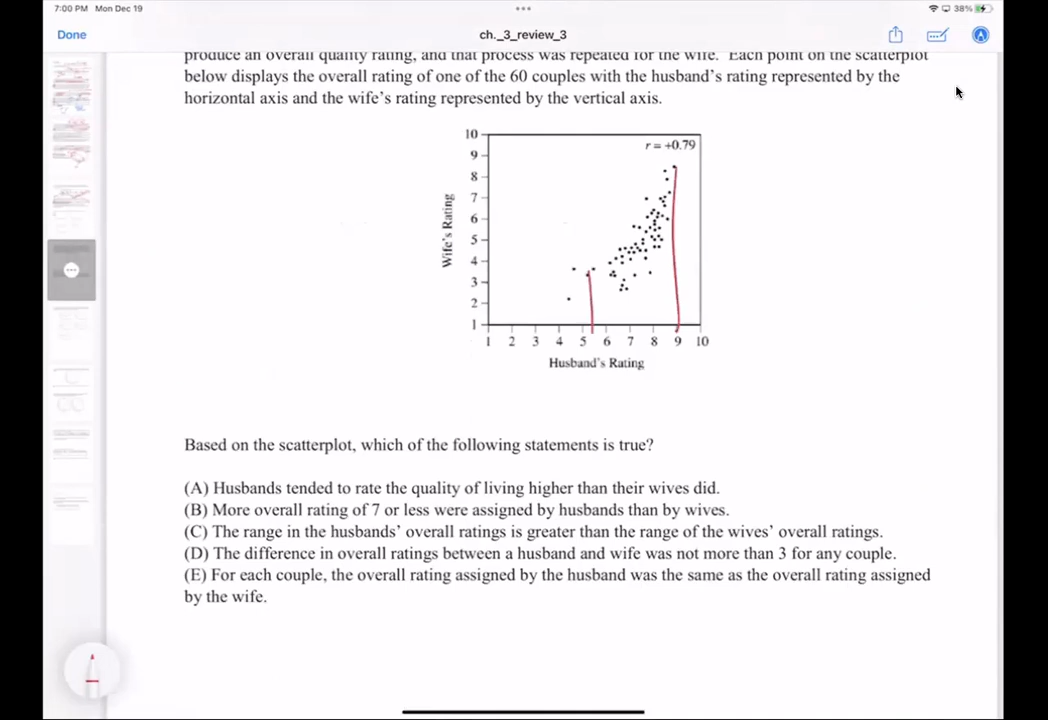 7:00 PM Mon Dec 19
38%
Done
ch._3_review_3
produce an overall quality rating, and that process was repeated for the wife. Each point on the scatterplot
below displays the overall rating of one of the 60 couples with the husband's rating represented by the
horizontal axis and the wife's rating represented by the vertical axis.
r = +0.79
10
9
8
7
6
5
4
3
2
1
Wife's Rating
1 2 3 4 5 6 7 8 9 10
Husband's Rating
Based on the scatterplot, which of the following statements is true?
(A) Husbands tended to rate the quality of living higher than their wives did.
(B) More overall rating of 7 or less were assigned by husbands than by wives.
(C) The range in the husbands' overall ratings is greater than the range of the wives' overall ratings.
(D) The difference in overall ratings between a husband and wife was not more than 3 for any couple.
(E) For each couple, the overall rating assigned by the husband was the same as the overall rating assigned
by the wife.